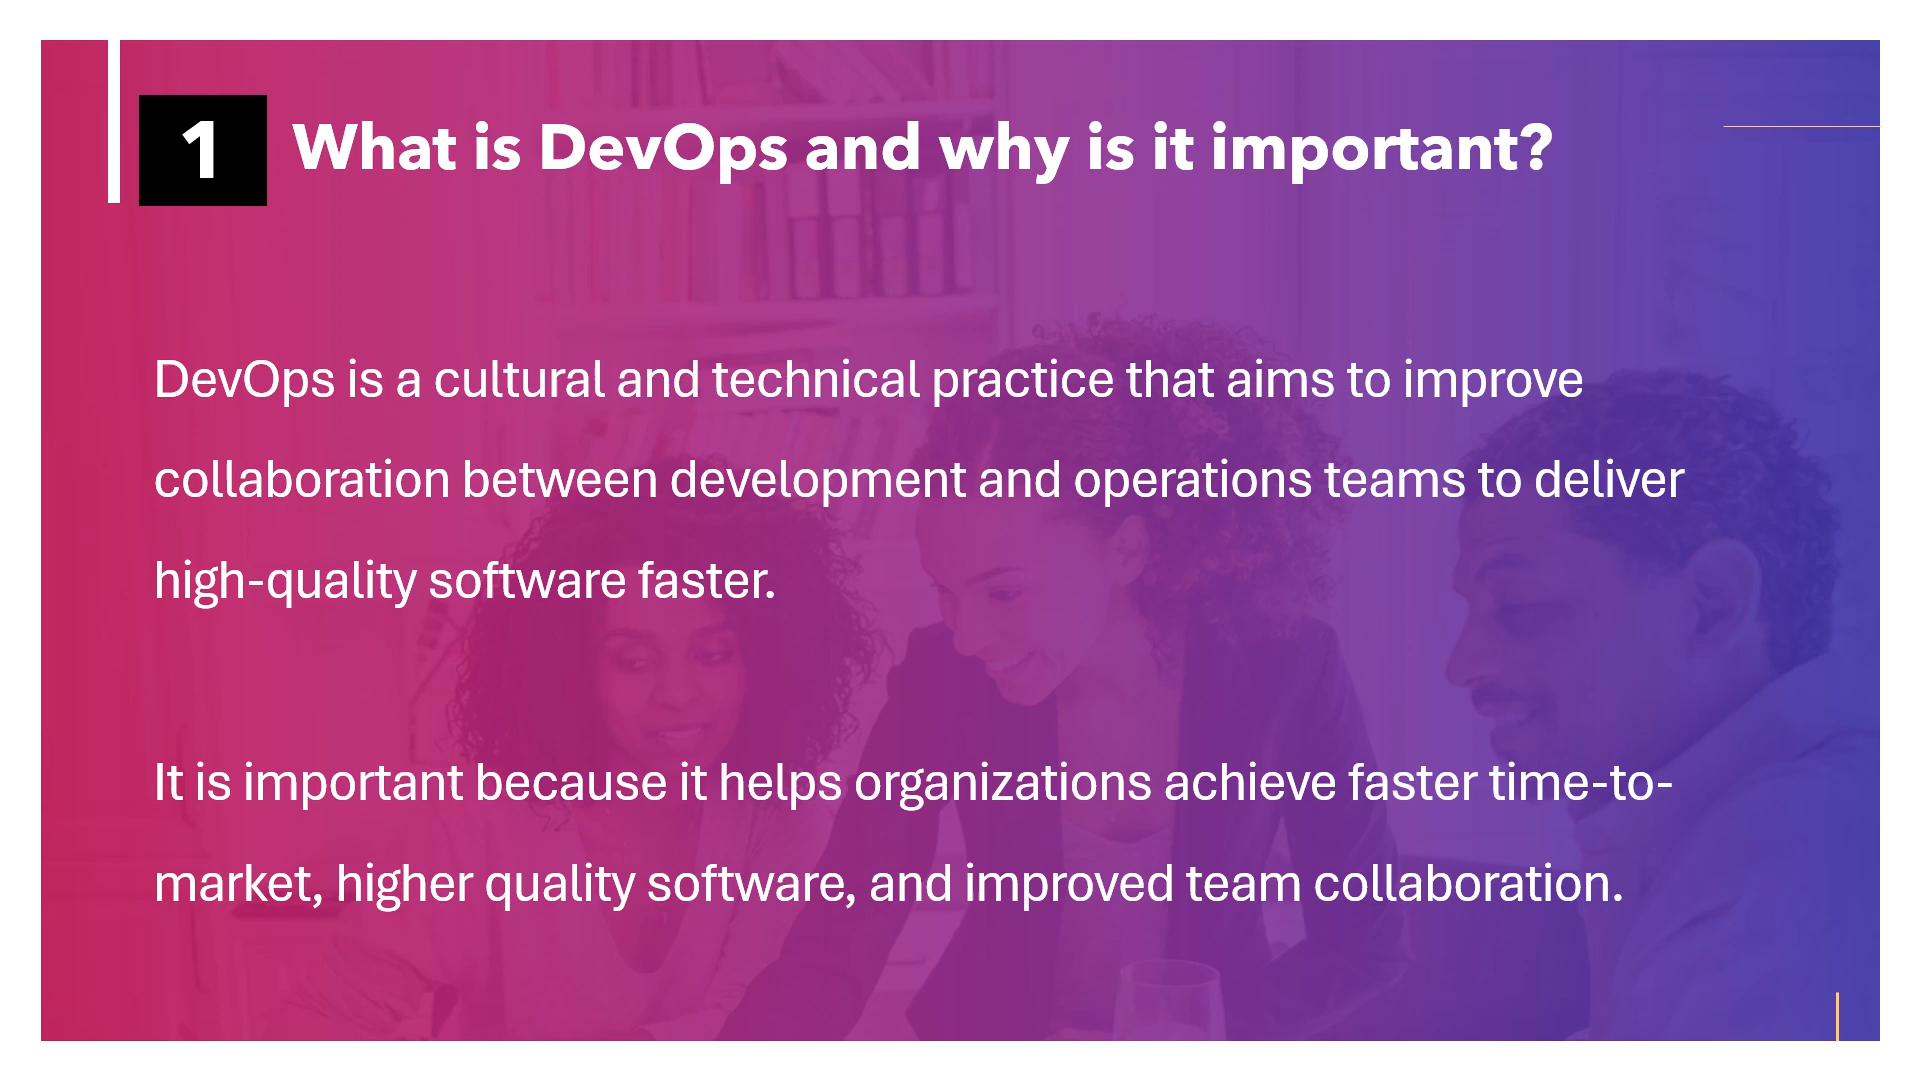 1 What is DevOps and why is it important?
DevOps is a cultural and technical practice that aims to improve
collaboration between development and operations teams to deliver
high-quality software faster.
It is important because it helps organizations achieve faster time-to-
market, higher quality software, and improved team collaboration.